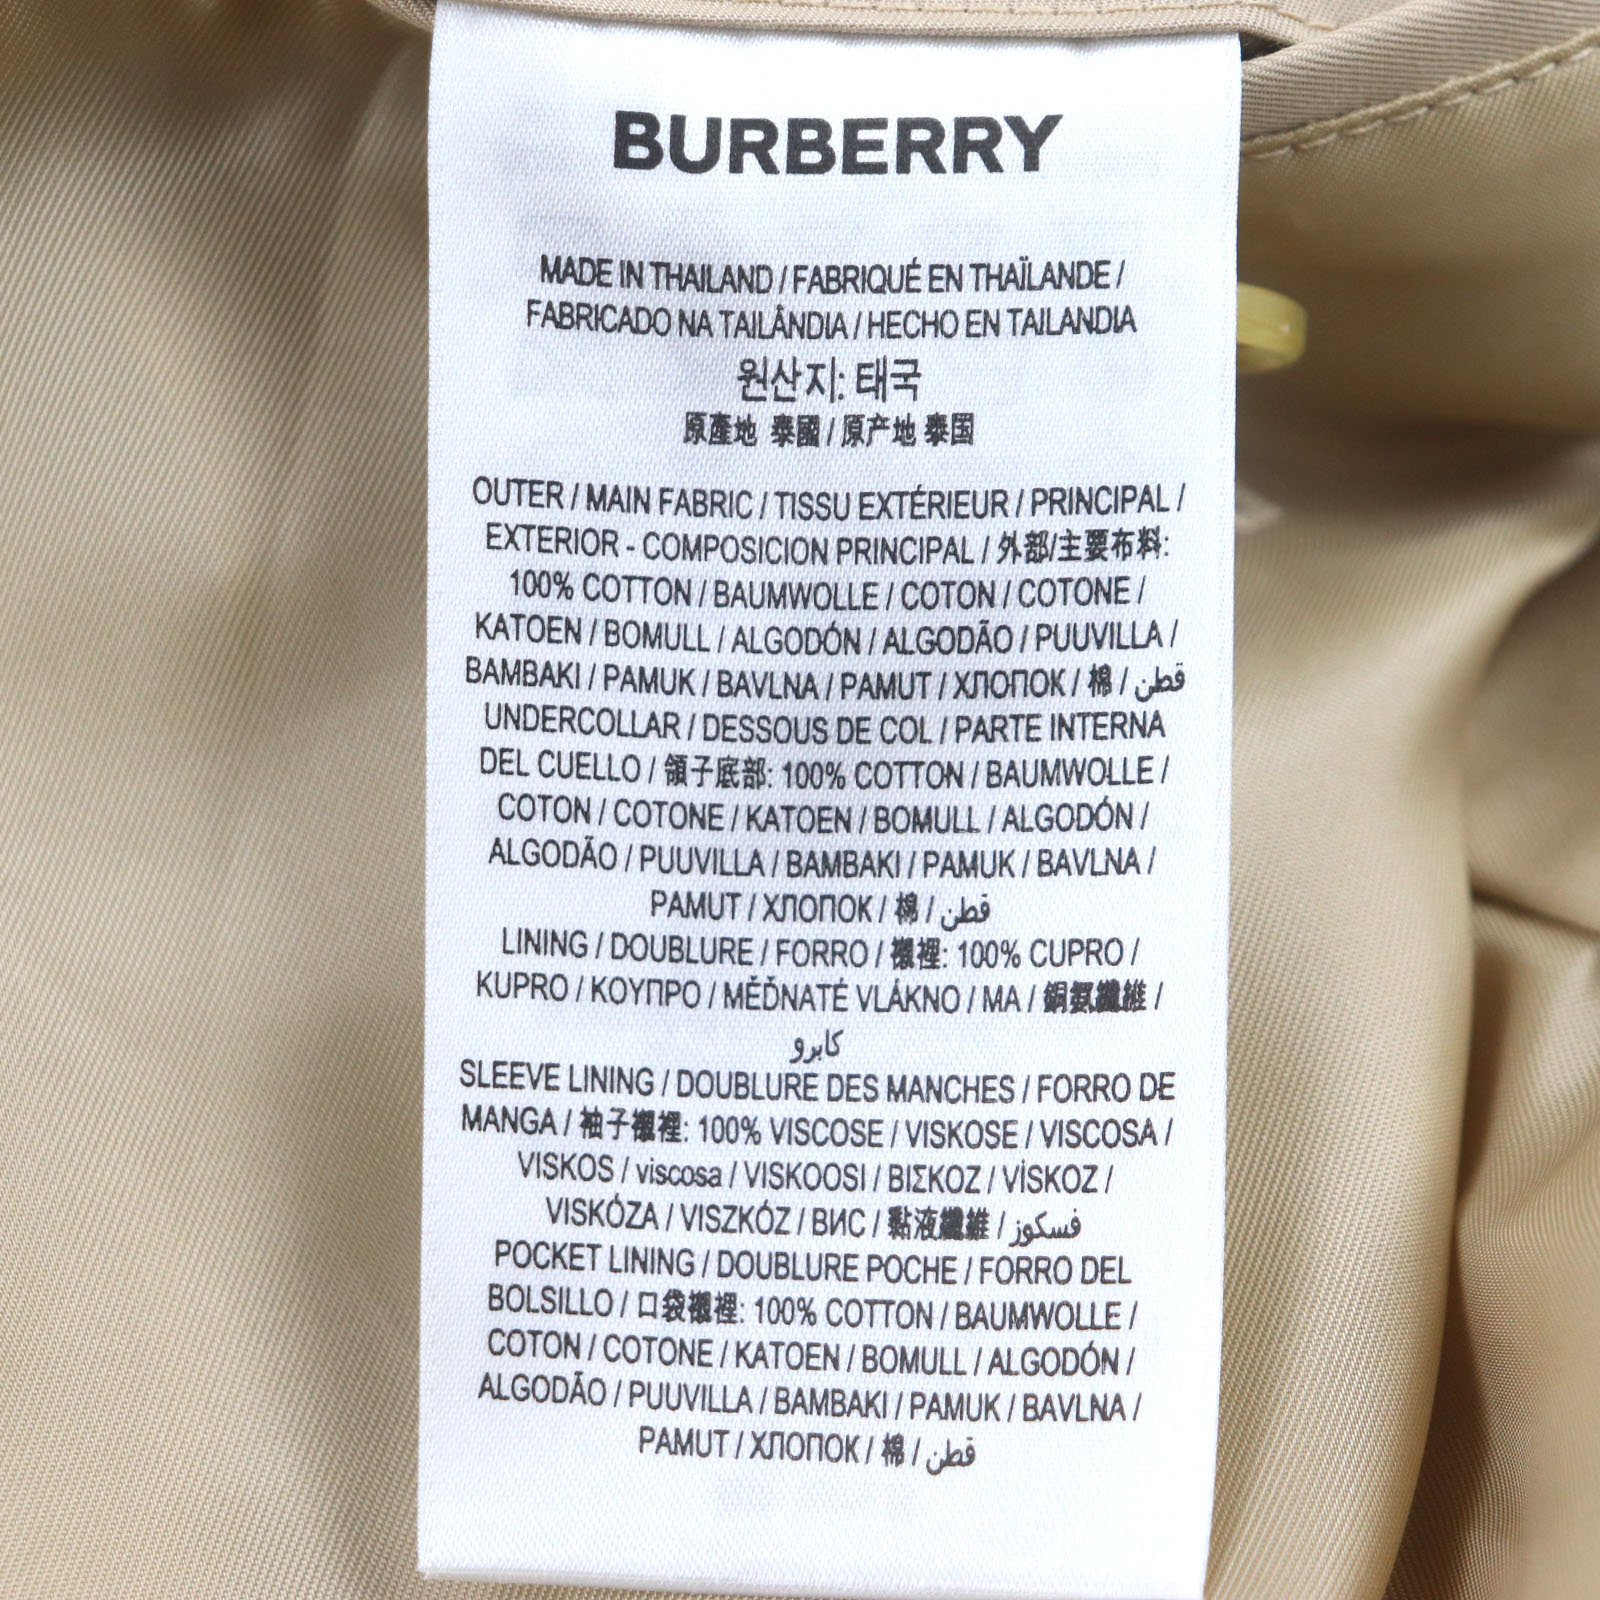 BURBERRY
MADE IN THAILAND / FABRIQUÉ EN THAÏLANDE /
FABRICADO NA TAILÂNDIA / HECHO EN TAILANDIA
원산지: 태국
原產地 泰國 / 原产地 泰国
OUTER / MAIN FABRIC / TISSU EXTÉRIEUR / PRINCIPAL /
EXTERIOR - COMPOSICION PRINCIPAL / 外部/主要布料:
100% COTTON / BAUMWOLLE / COTON / COTONE /
KATOEN / BOMULL / ALGODÓN / ALGODÃO / PUUVILLA /
BAMBAKI / PAMUK / BAVLNA / PAMUT / ХЛОПОК / 棉 / قطن
UNDERCOLLAR / DESSOUS DE COL / PARTE INTERNA
DEL CUELLO / 領子底部: 100% COTTON / BAUMWOLLE /
COTON / COTONE / KATOEN / BOMULL / ALGODÓN /
ALGODÃO / PUUVILLA / BAMBAKI / PAMUK / BAVLNA /
PAMUT / ХЛОПОК / 棉 / قطن
LINING / DOUBLURE / FORRO / 襯裡: 100% CUPRO /
KUPRO / ΚΟΥΠΡΟ / MĚĎNATÉ VLÁKNO / MA / 銅氨纖維 /
كابرو
SLEEVE LINING / DOUBLURE DES MANCHES / FORRO DE
MANGA / 袖子襯裡: 100% VISCOSE / VISKOSE / VISCOSA /
VISKOS / viscosa / VISKOOSI / ΒΙΣΚΟΖ / VİSKOZ /
VISKÓZA / VISZKÓZ / ВИС / 黏液纖維 / فسكوز
POCKET LINING / DOUBLURE POCHE / FORRO DEL
BOLSILLO / 口袋襯裡: 100% COTTON / BAUMWOLLE /
COTON / COTONE / KATOEN / BOMULL / ALGODÓN /
ALGODÃO / PUUVILLA / BAMBAKI / PAMUK / BAVLNA /
PAMUT / ХЛОПОК / 棉 / قطن